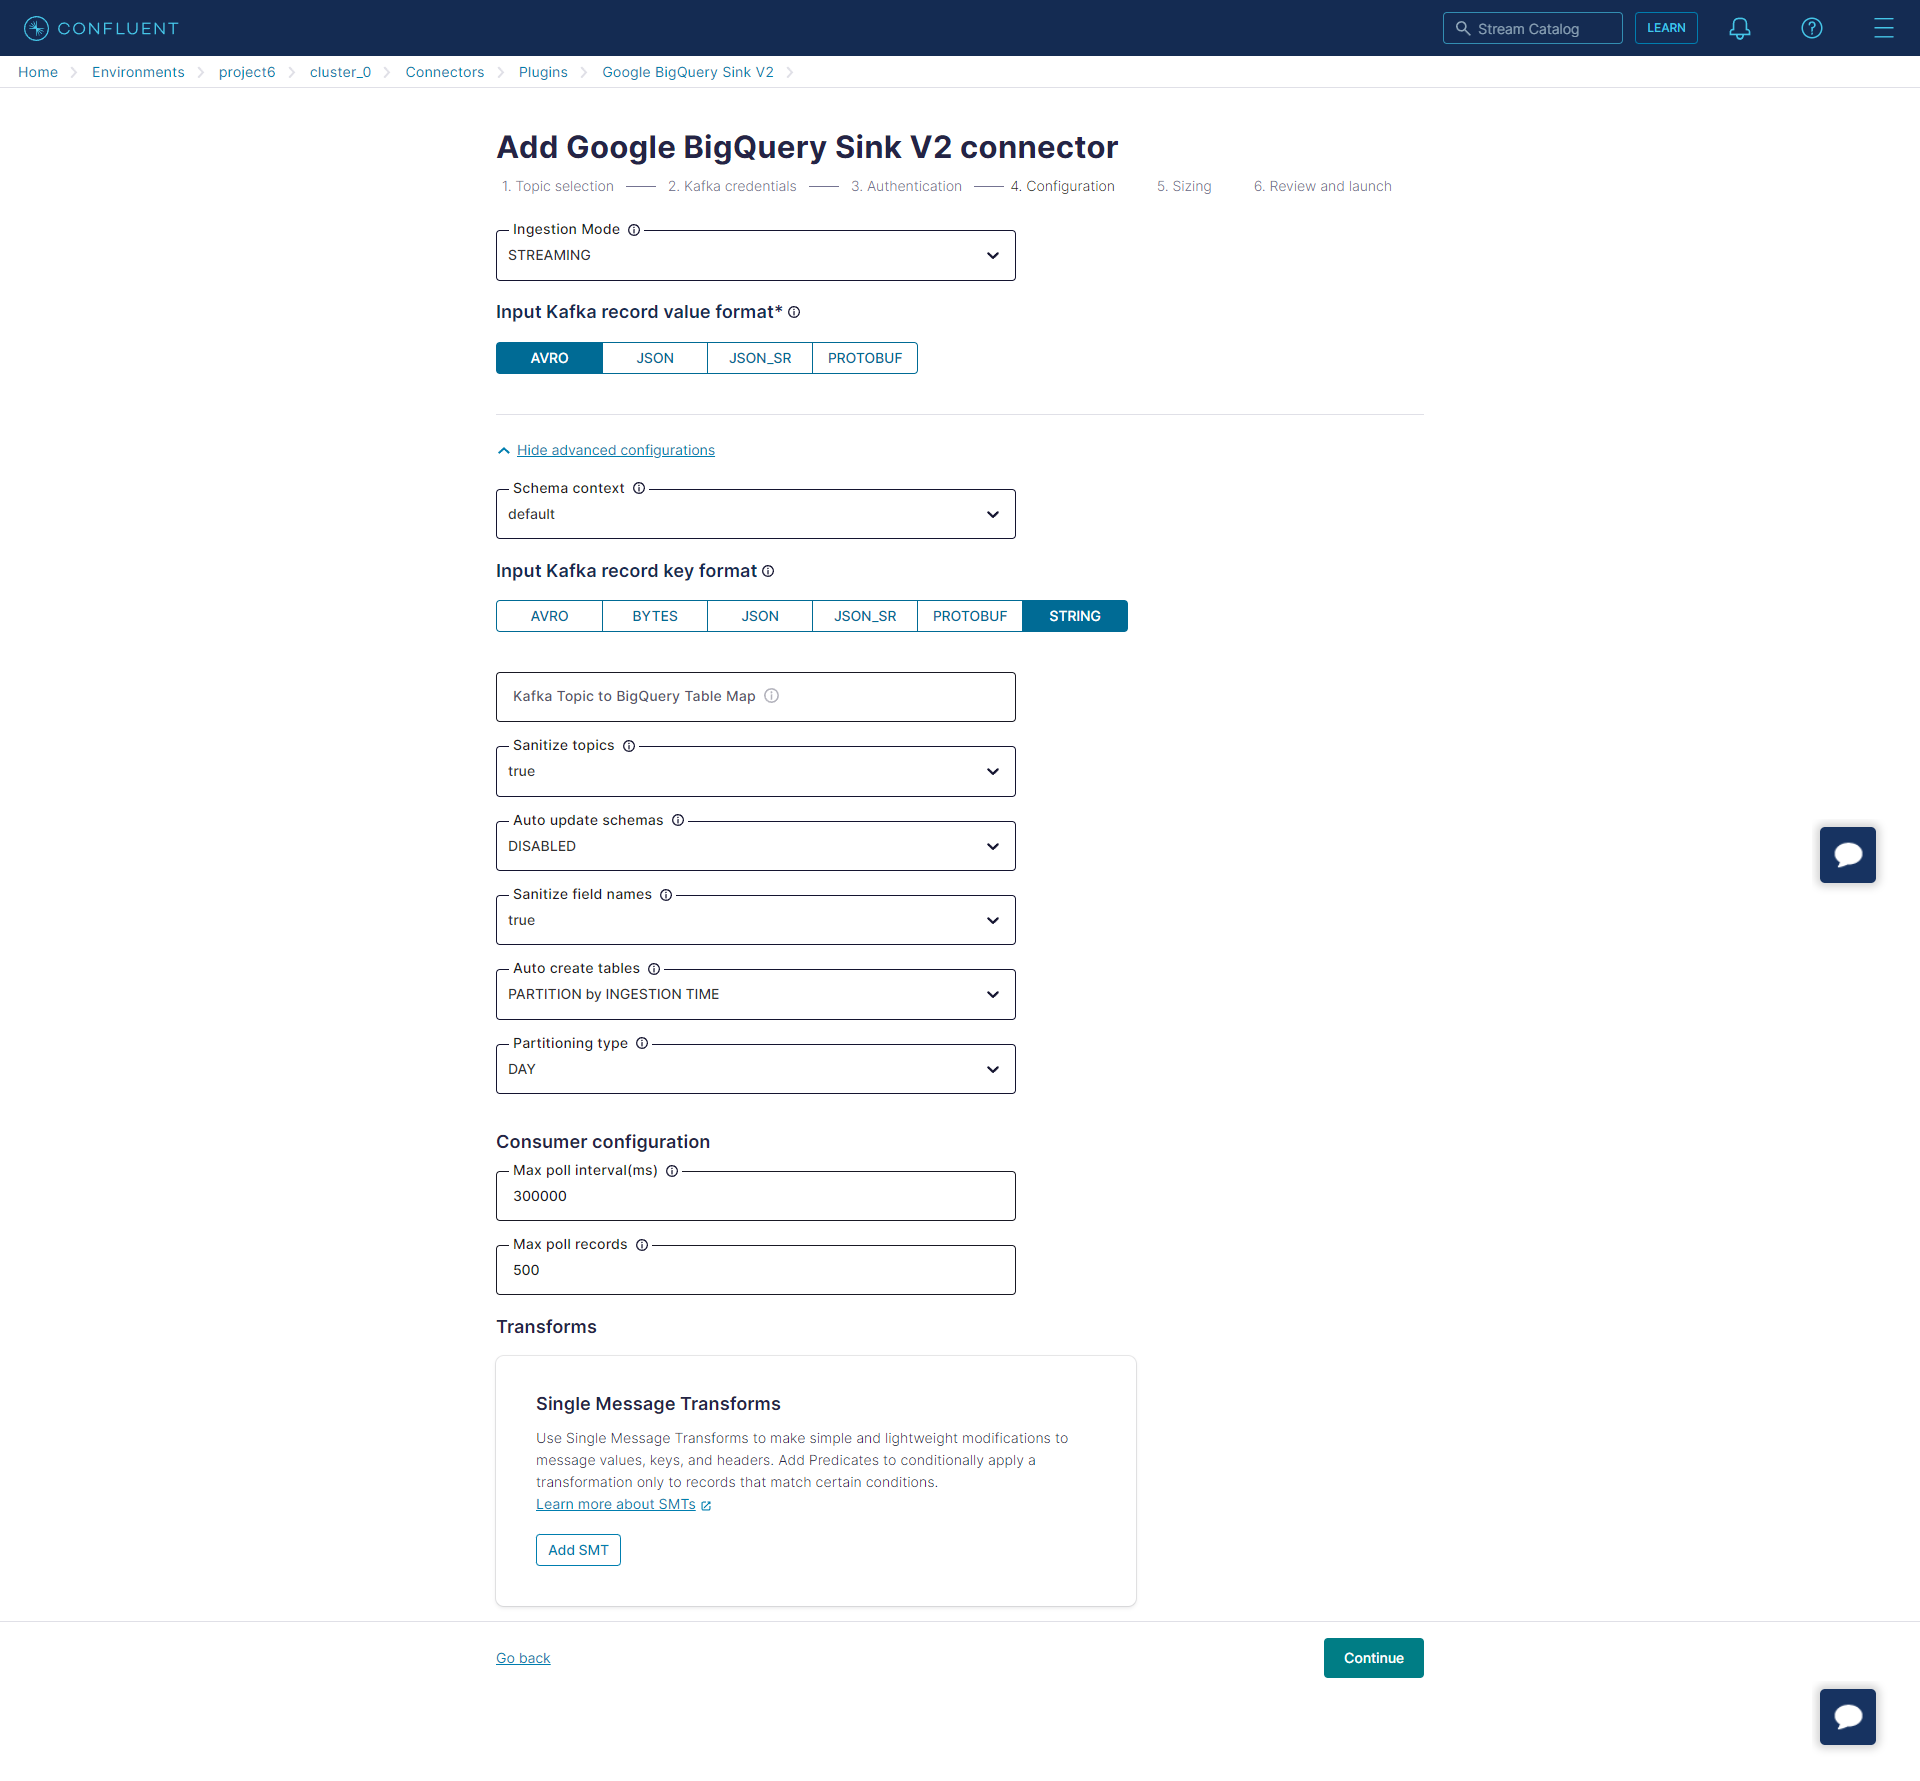 CONFLUENT
Stream Catalog
LEARN
Home Environments project6 cluster_0 Connectors Plugins Google BigQuery Sink V2
Add Google BigQuery Sink V2 connector
1. Topic selection 2. Kafka credentials 3. Authentication 4. Configuration 5. Sizing 6. Review and launch
Ingestion Mode
STREAMING
Input Kafka record value format*
AVRO JSON JSON_SR PROTOBUF
Hide advanced configurations
Schema context
default
Input Kafka record key format
AVRO BYTES JSON JSON_SR PROTOBUF STRING
Kafka Topic to BigQuery Table Map
Sanitize topics
true
Auto update schemas
DISABLED
Sanitize field names
true
Auto create tables
PARTITION by INGESTION TIME
Partitioning type
DAY
Consumer configuration
Max poll interval(ms)
300000
Max poll records
500
Transforms
Single Message Transforms
Use Single Message Transforms to make simple and lightweight modifications to
message values, keys, and headers. Add Predicates to conditionally apply a
transformation only to records that match certain conditions.
Learn more about SMTs
Add SMT
Go back
Continue